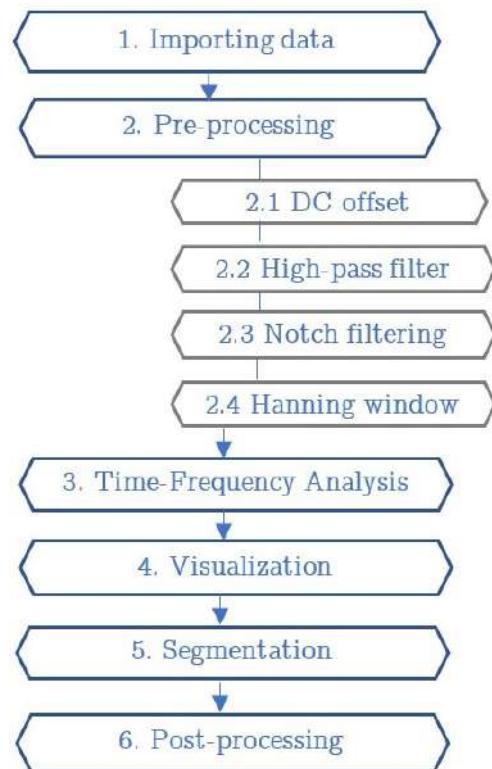 1. Importing data
2. Pre-processing
2.1 DC offset
2.2 High-pass filter
2.3 Notch filtering
2.4 Hanning window
3. Time-Frequency Analysis
4. Visualization
5. Segmentation
6. Post-processing